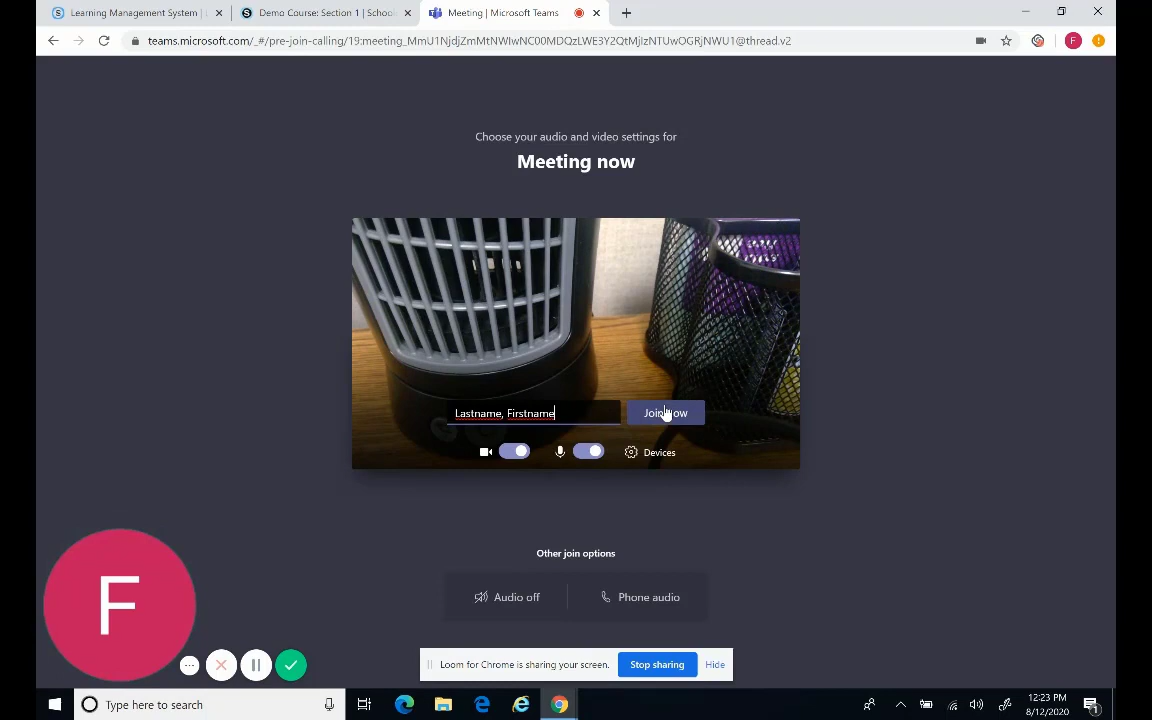 Learning Management System |
Demo Course: Section 1 | School
Meeting | Microsoft Teams
teams.microsoft.com/_#/pre-join-calling/19:meeting_MmU1NjdjZmMtNWIwNC00MDQzLWE3Y2QtMjIzNTUwOGRjNWU1@thread.v2
F
Choose your audio and video settings for
Meeting now
Lastname, Firstname
Join now
Devices
Other join options
Audio off
Phone audio
F
Loom for Chrome is sharing your screen.
Stop sharing
Hide
Type here to search
12:23 PM
8/12/2020
1